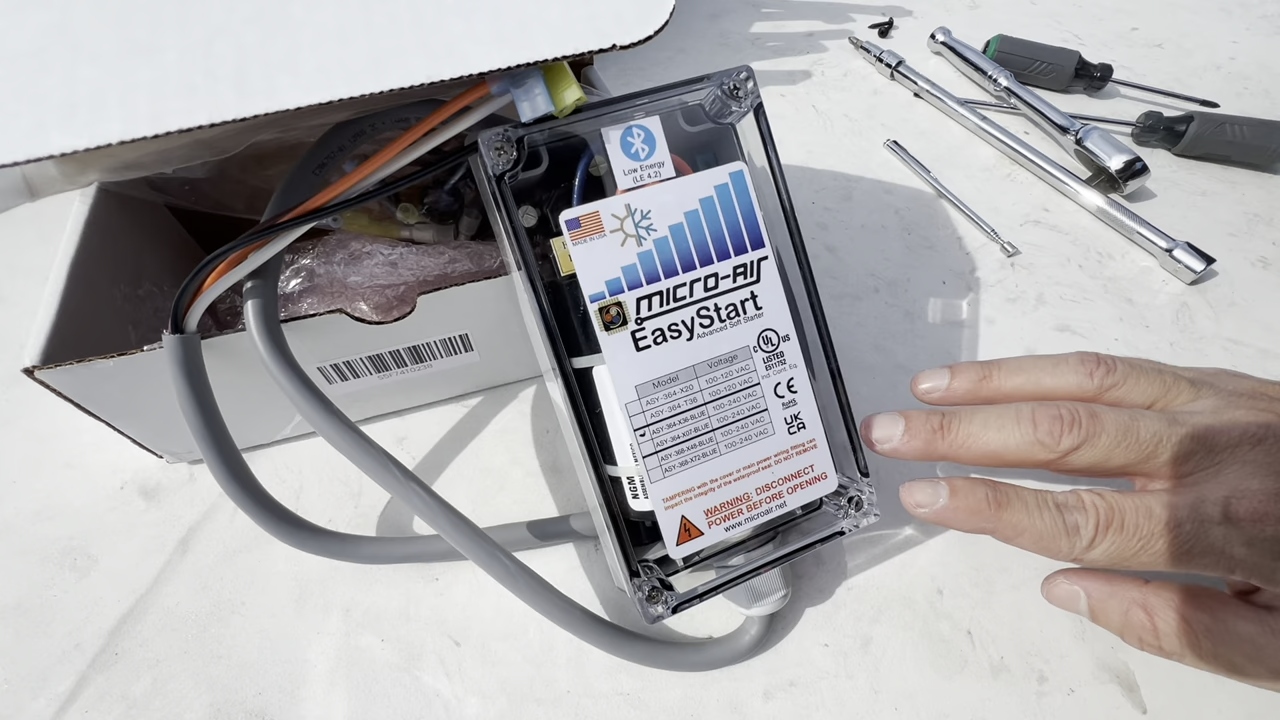 Low Energy
(LE 4.2)
MADE IN USA
MICRO-AIR
EasyStart
Advanced Soft Starter
C UL US
LISTED
E511752
Ind. Cont. Eq.
Model Voltage
ASY-364-X20 100-120 VAC
ASY-364-T36 100-120 VAC
ASY-364-X36-BLUE 100-240 VAC
ASY-364-X07-BLUE 100-240 VAC
ASY-368-X48-BLUE 100-240 VAC
ASY-368-X72-BLUE 100-240 VAC
CE
RoHS
UK
CA
TAMPERING with the cover or main power wiring fitting can
impact the integrity of the waterproof seal. DO NOT REMOVE
WARNING: DISCONNECT
POWER BEFORE OPENING
www.microair.net
NGM
SSF741G238